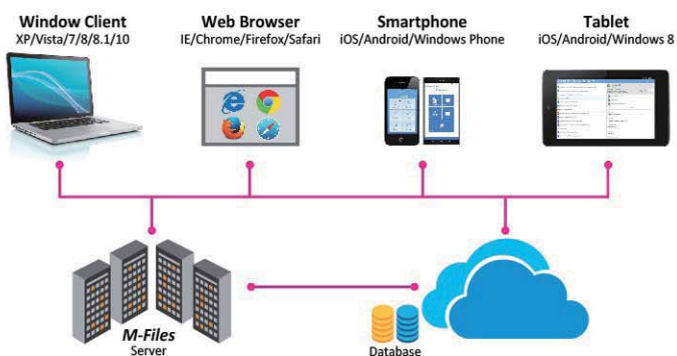 Window Client
XP/Vista/7/8/8.1/10
Web Browser
IE/Chrome/Firefox/Safari
Smartphone
iOS/Android/Windows Phone
Tablet
iOS/Android/Windows 8
M-Files
Server
Database